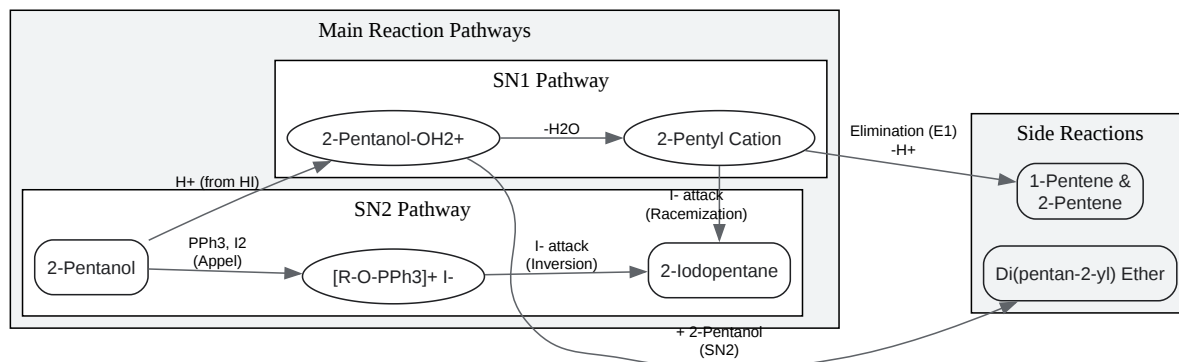 Main Reaction Pathways
SN1 Pathway
2-Pentanol-OH2+
-H2O
2-Pentyl Cation
Elimination (E1)
-H+
Side Reactions
1-Pentene &
2-Pentene
H+ (from HI)
I- attack
(Racemization)
SN2 Pathway
2-Pentanol
PPh3, I2
(Appel)
[R-O-PPh3]+ I-
I- attack
(Inversion)
2-Iodopentane
Di(pentan-2-yl) Ether
+ 2-Pentanol
(SN2)